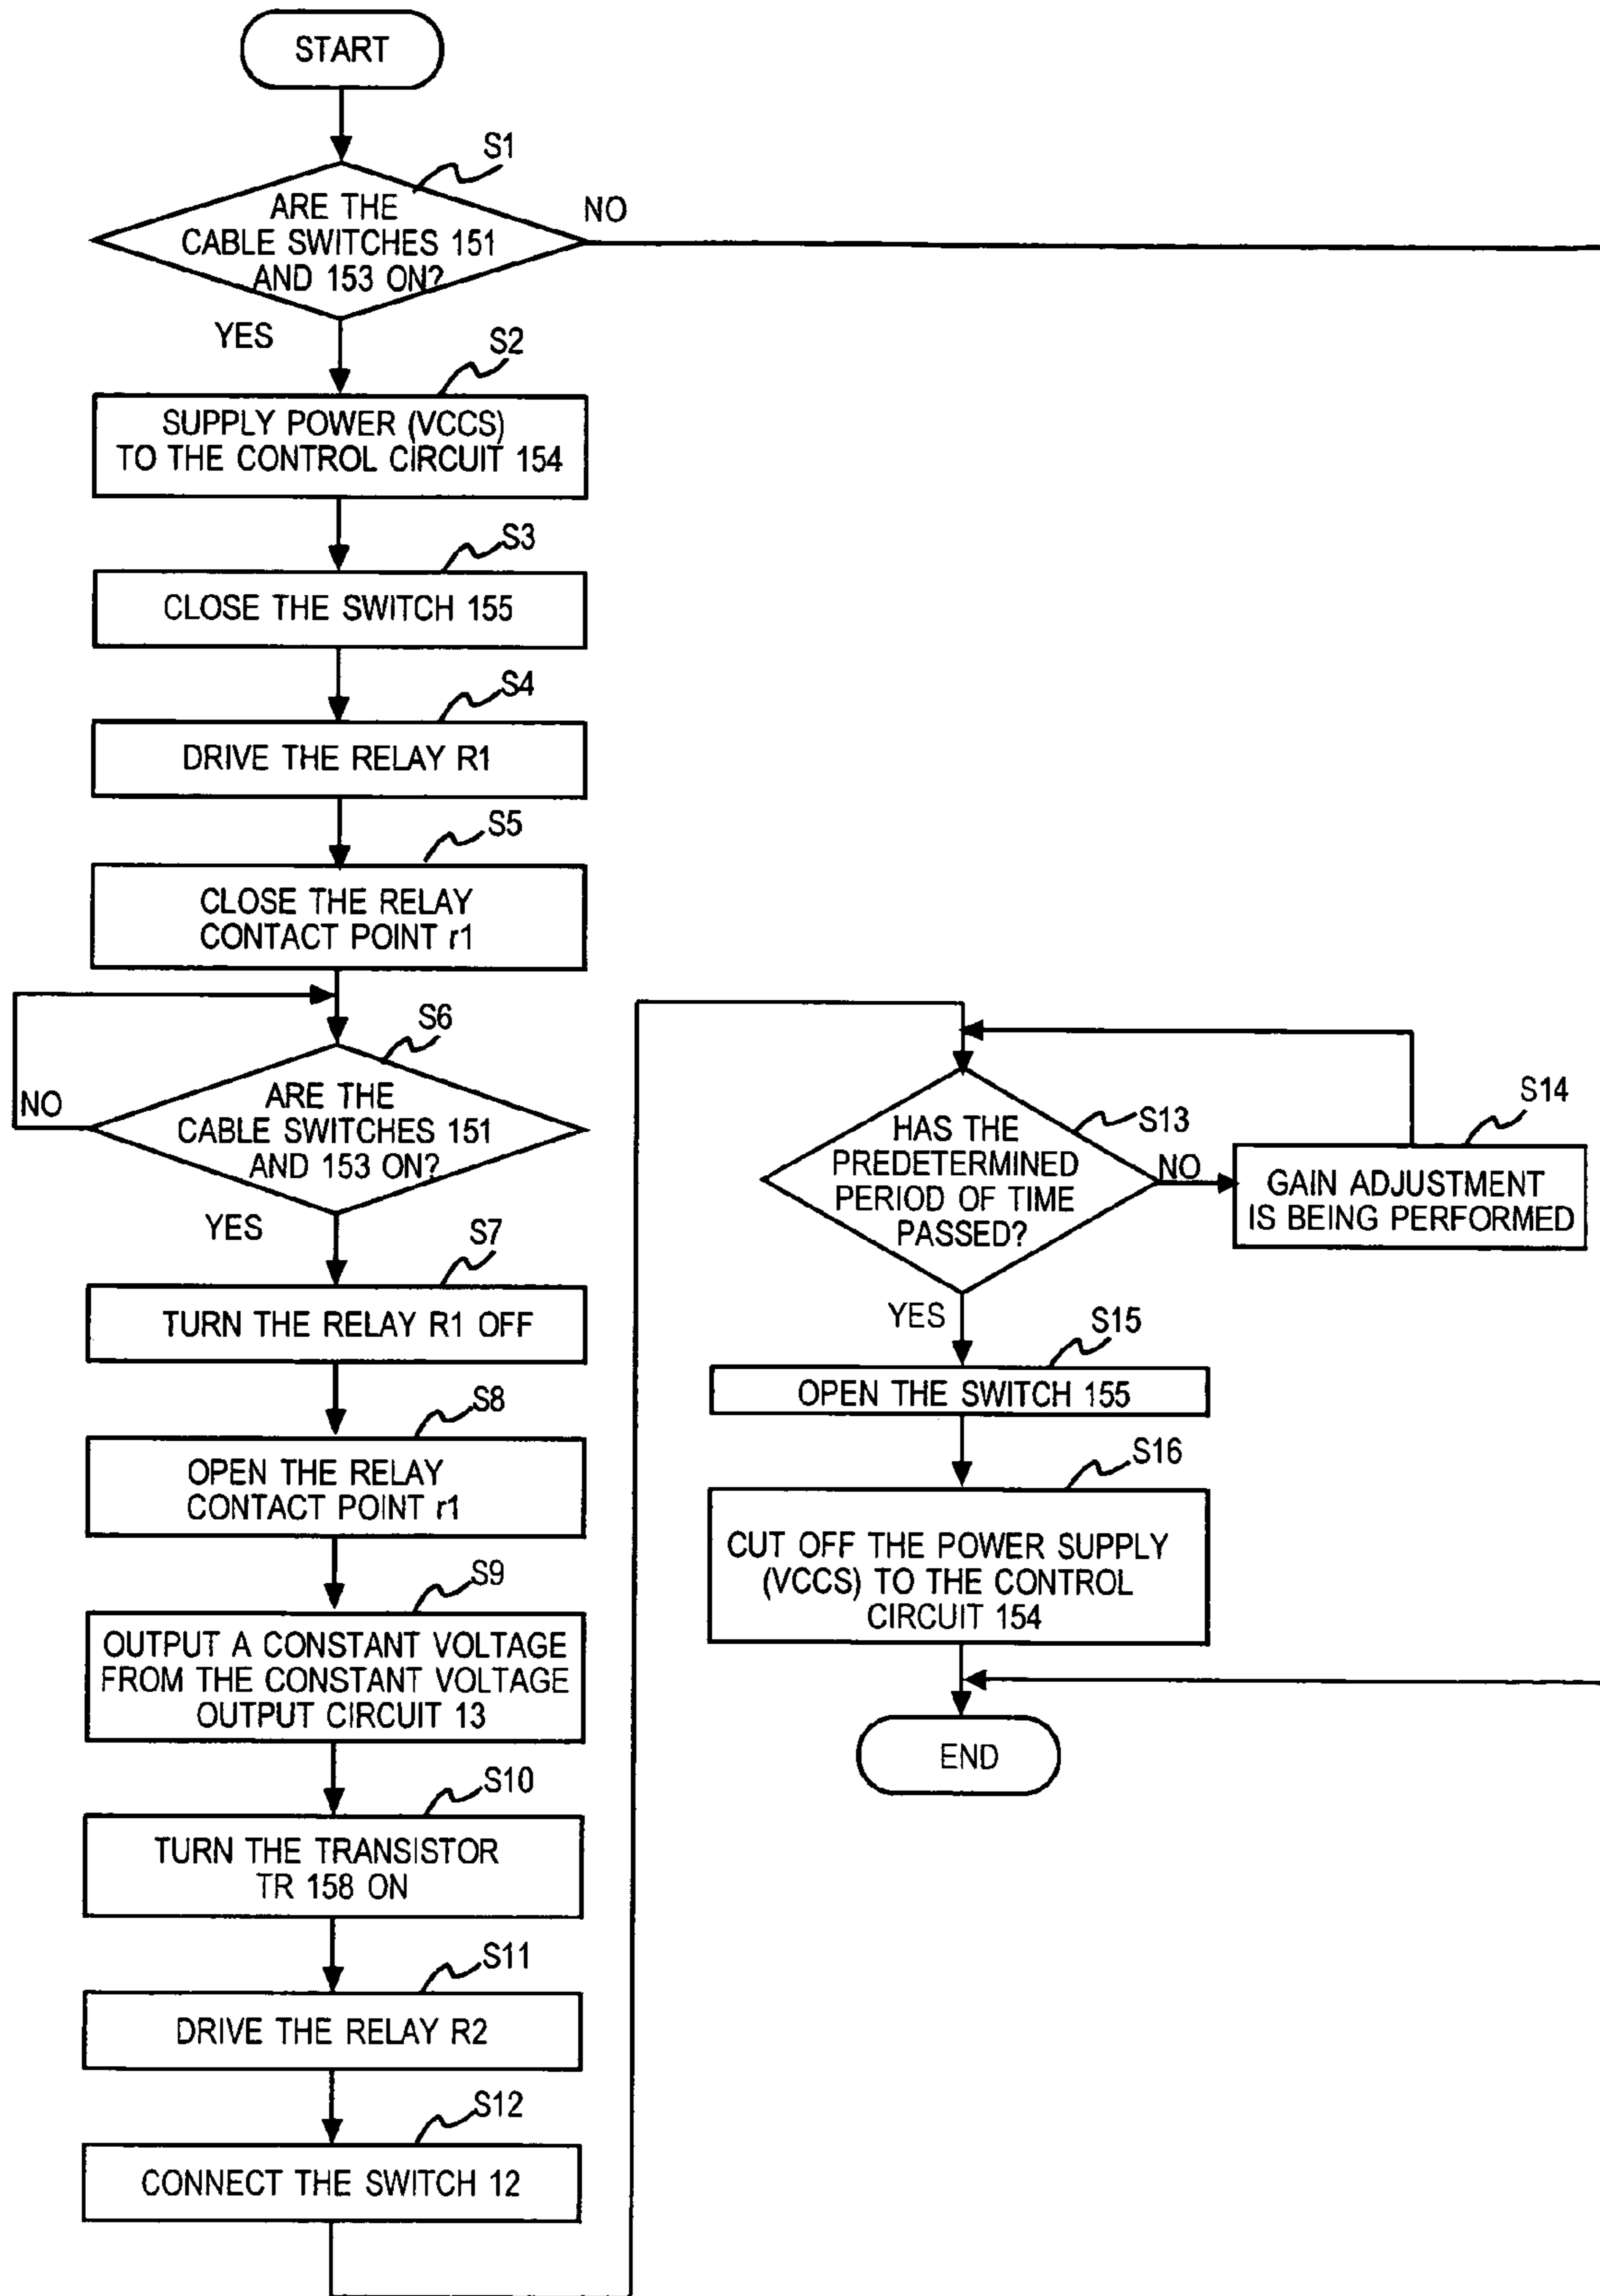 START
S1
ARE THE
CABLE SWITCHES 151
AND 153 ON?
NO
YES
S2
SUPPLY POWER (VCCS)
TO THE CONTROL CIRCUIT 154
S3
CLOSE THE SWITCH 155
S4
DRIVE THE RELAY R1
S5
CLOSE THE RELAY
CONTACT POINT r1
S6
ARE THE
CABLE SWITCHES 151
AND 153 ON?
NO
YES
S7
TURN THE RELAY R1 OFF
S8
OPEN THE RELAY
CONTACT POINT r1
S9
OUTPUT A CONSTANT VOLTAGE
FROM THE CONSTANT VOLTAGE
OUTPUT CIRCUIT 13
S10
TURN THE TRANSISTOR
TR 158 ON
S11
DRIVE THE RELAY R2
S12
CONNECT THE SWITCH 12
S13
HAS THE
PREDETERMINED
PERIOD OF TIME
PASSED?
NO
S14
GAIN ADJUSTMENT
IS BEING PERFORMED
YES
S15
OPEN THE SWITCH 155
S16
CUT OFF THE POWER SUPPLY
(VCCS) TO THE CONTROL
CIRCUIT 154
END